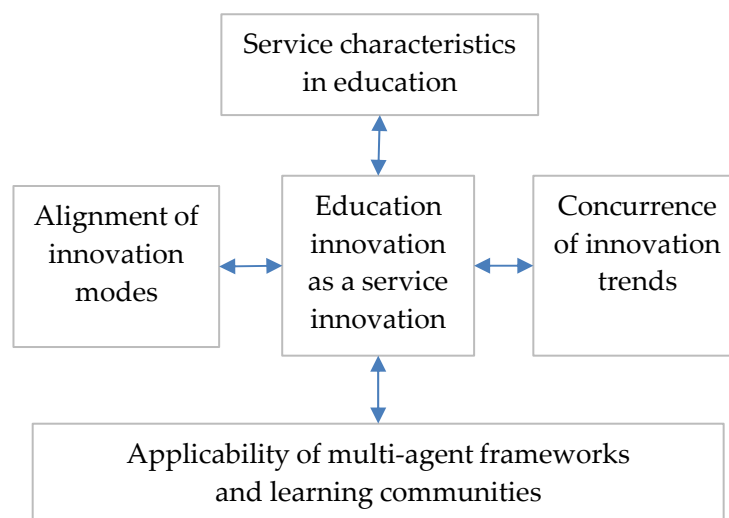 Service characteristics
in education
Alignment of
innovation
modes
Education
innovation
as a service
innovation
Concurrence
of innovation
trends
Applicability of multi-agent frameworks
and learning communities